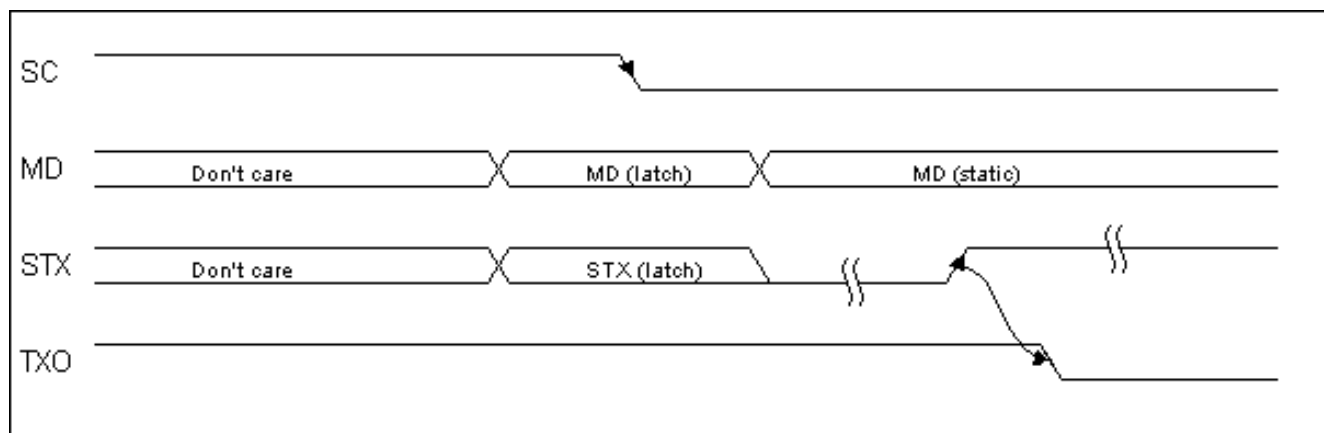 SC
MD Don't care MD (latch) MD (static)
STX Don't care STX (latch)
TXO